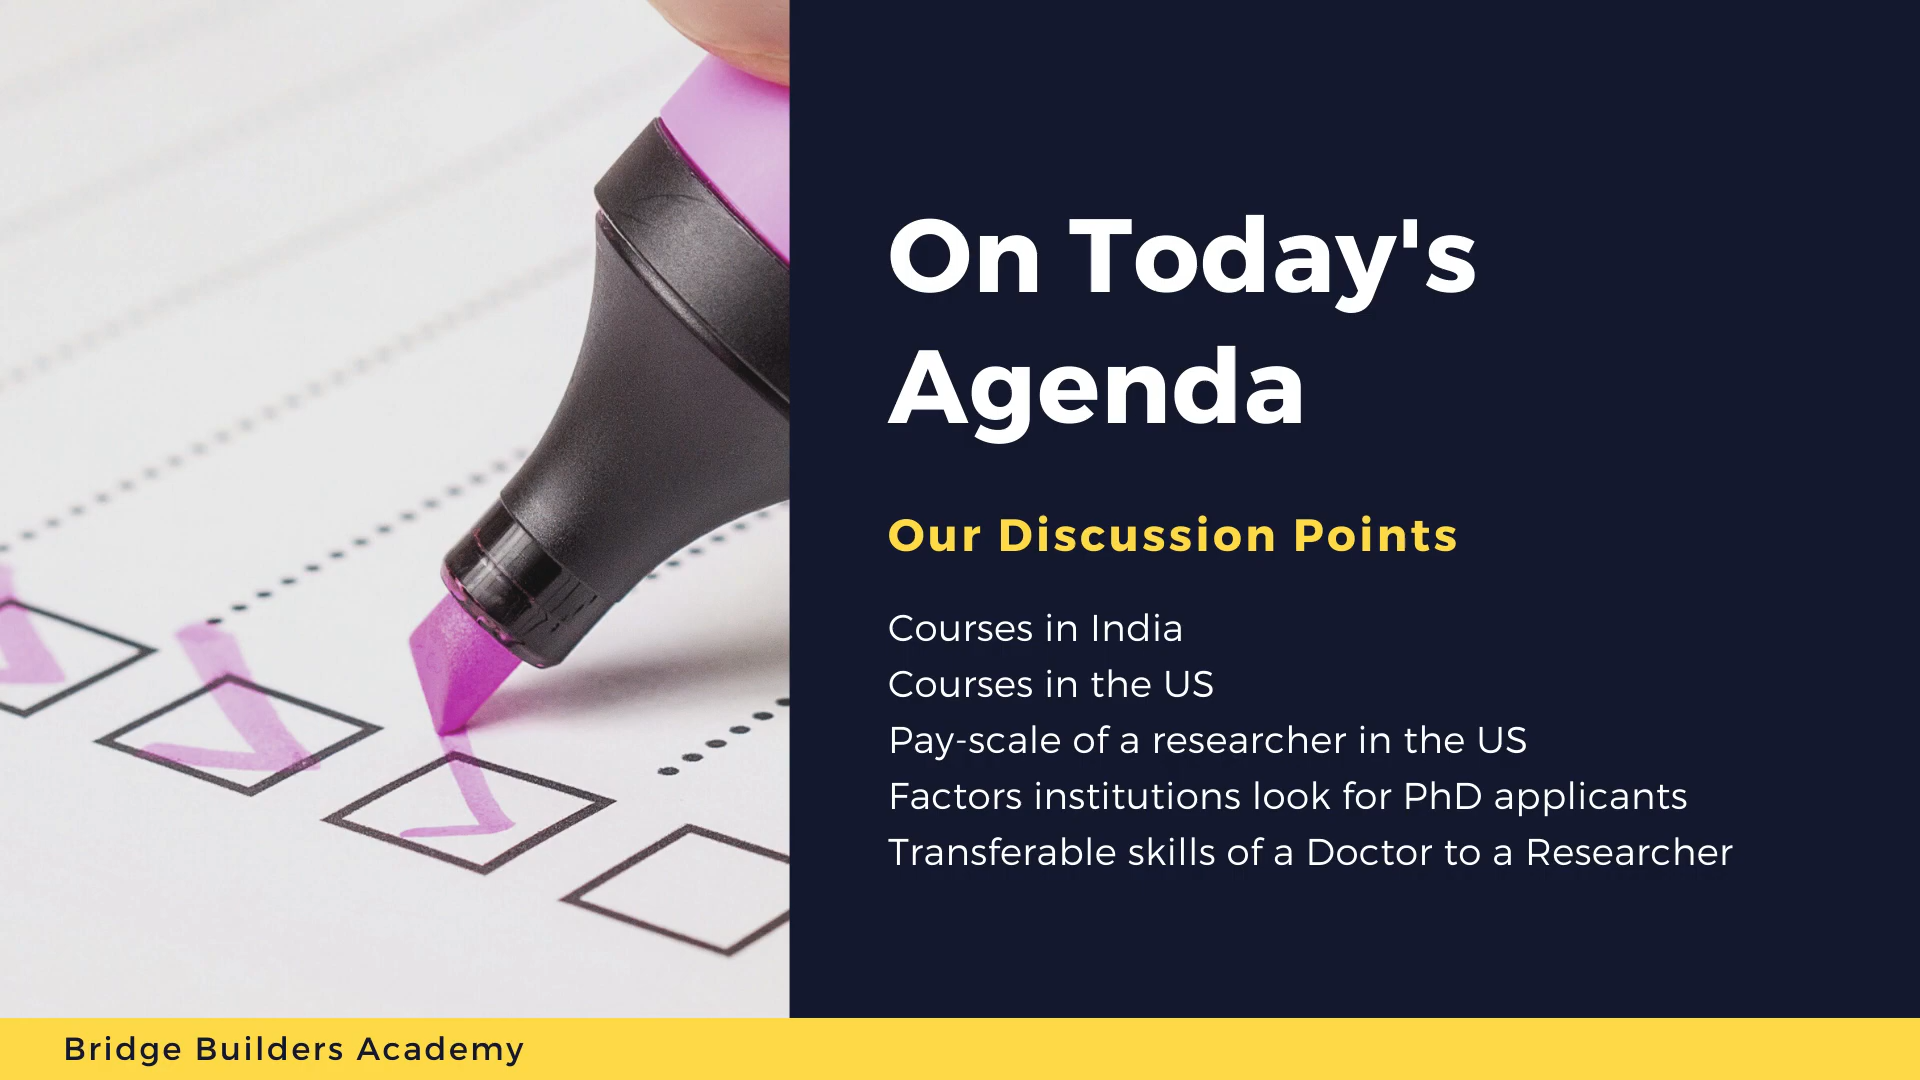 On Today's
Agenda
Our Discussion Points
Courses in India
Courses in the US
Pay-scale of a researcher in the US
Factors institutions look for PhD applicants
Transferable skills of a Doctor to a Researcher
Bridge Builders Academy